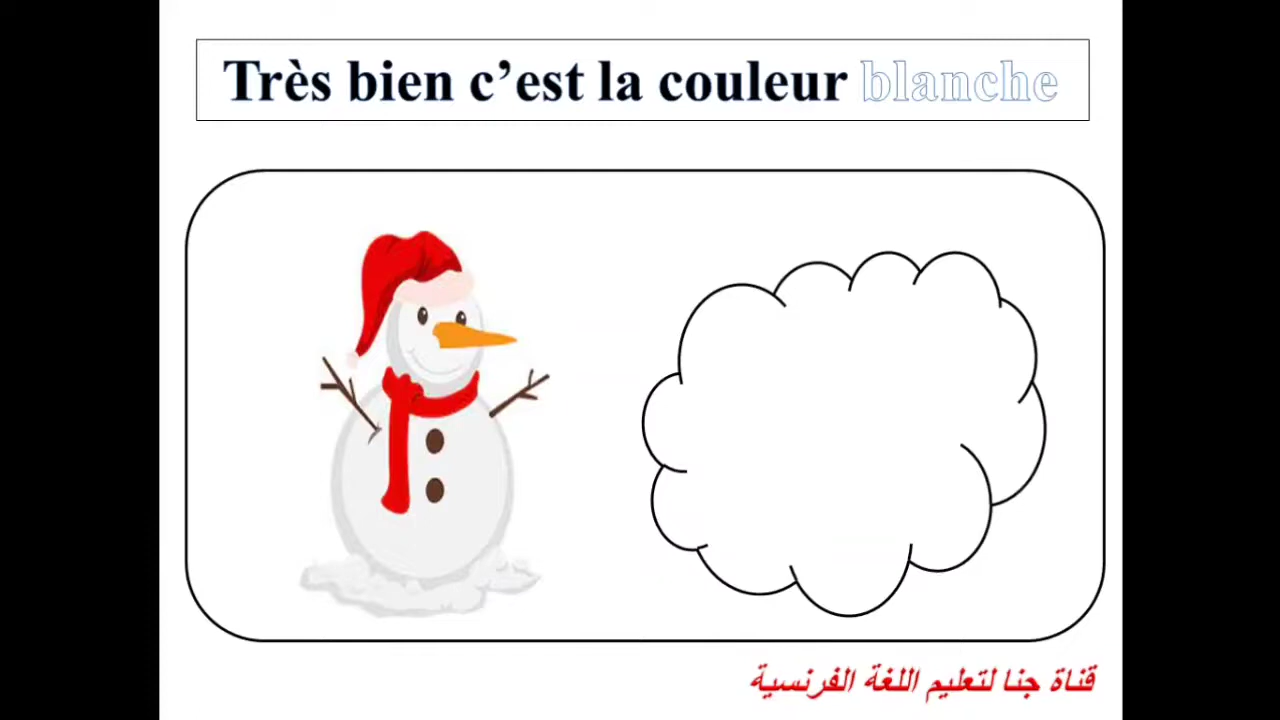 Très bien c’est la couleur blanche
قناة جنا لتعليم اللغة الفرنسية